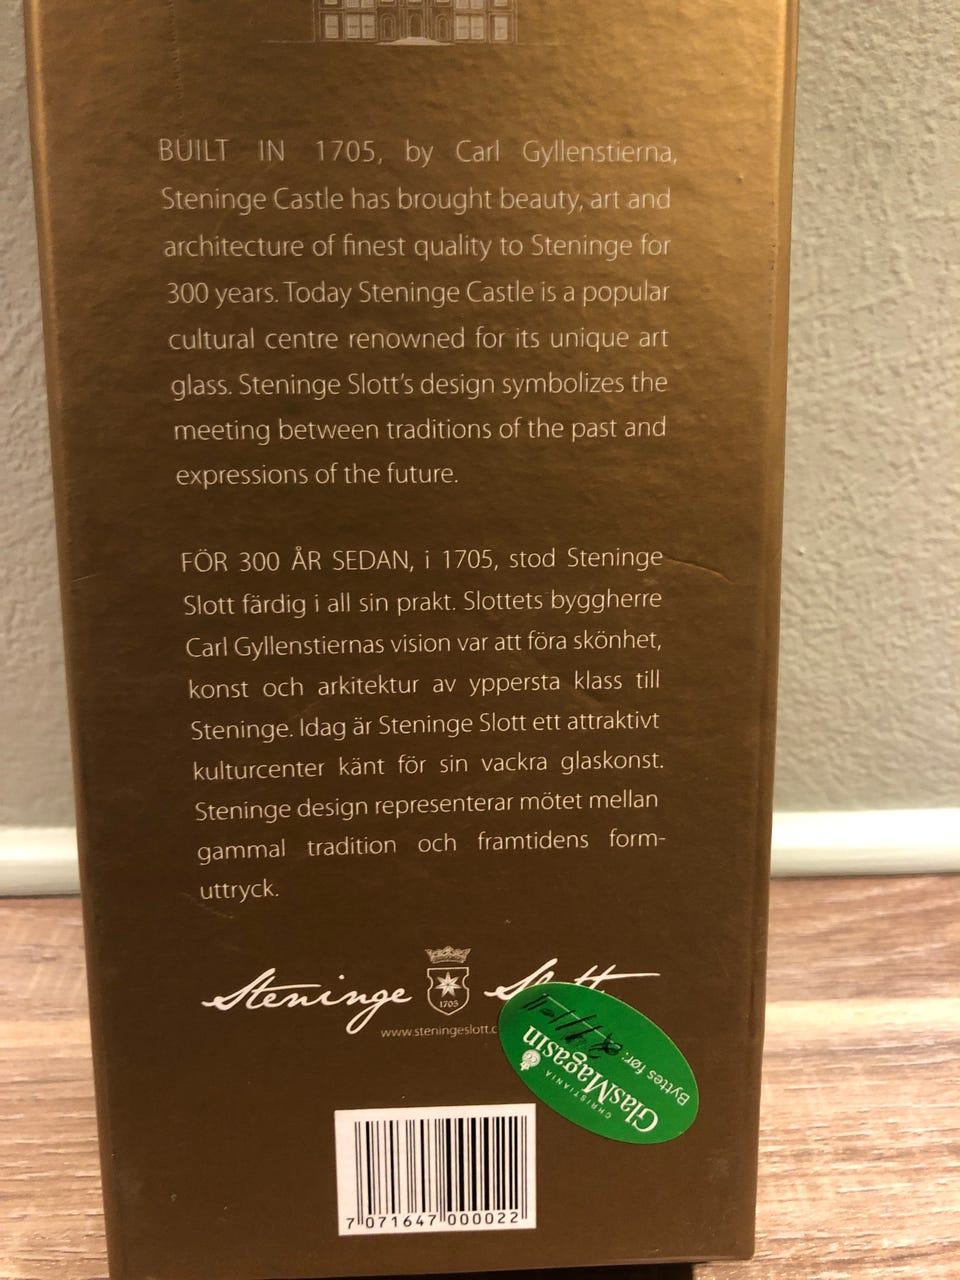 BUILT IN 1705, by Carl Gyllenstierna,
Steninge Castle has brought beauty, art and
architecture of finest quality to Steninge for
300 years. Today Steninge Castle is a popular
cultural centre renowned for its unique art
glass. Steninge Slott's design symbolizes the
meeting between traditions of the past and
expressions of the future.
FÖR 300 ÅR SEDAN, i 1705, stod Steninge
Slott färdig i all sin prakt. Slottets byggherre
Carl Gyllenstiernas vision var att föra skönhet,
konst och arkitektur av yppersta klass till
Steninge. Idag är Steninge Slott ett attraktivt
kulturcenter känt för sin vackra glaskonst.
Steninge design representerar mötet mellan
gammal tradition och framtidens form-
uttryck.
Steninge Slott
1705
www.steningeslott.c
CHRISTIANIA
GlasMagasin
Byttes før:
7 071647 000022